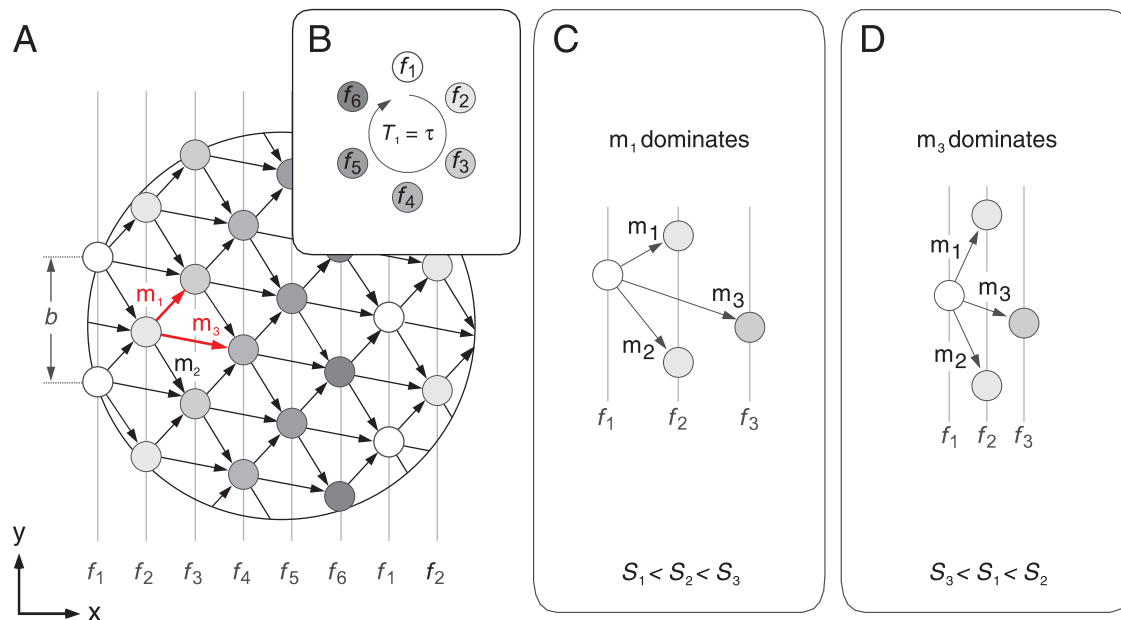 A
b
m₁
m₃
m₂
y
x
f₁ f₂ f₃ f₄ f₅ f₆ f₁ f₂
B
f₁
f₆ f₂
T₁ = τ
f₅ f₃
f₄
C
m₁ dominates
m₁
m₃
m₂
f₁ f₂ f₃
S₁ < S₂ < S₃
D
m₃ dominates
m₁
m₃
m₂
f₁ f₂ f₃
S₃ < S₁ < S₂